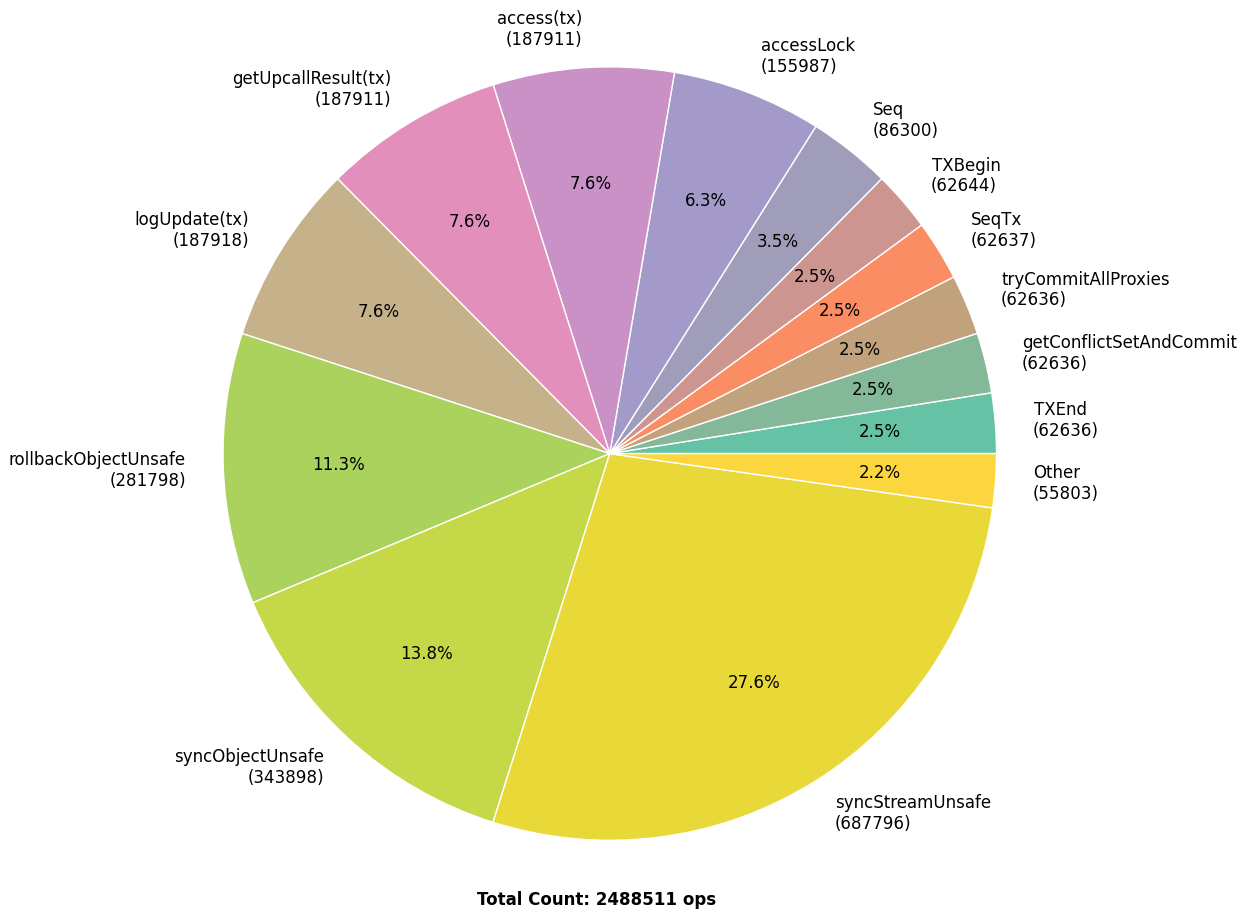 access(tx)
(187911)
accessLock
(155987)
getUpcallResult(tx)
(187911)
Seq
(86300)
TXBegin
(62644)
logUpdate(tx)
(187918)
SeqTx
(62637)
tryCommitAllProxies
(62636)
getConflictSetAndCommit
(62636)
TXEnd
(62636)
Other
(55803)
rollbackObjectUnsafe
(281798)
syncObjectUnsafe
(343898)
syncStreamUnsafe
(687796)
7.6%
6.3%
7.6%
3.5%
2.5%
7.6%
2.5%
2.5%
2.5%
2.5%
11.3%
2.2%
13.8%
27.6%
Total Count: 2488511 ops